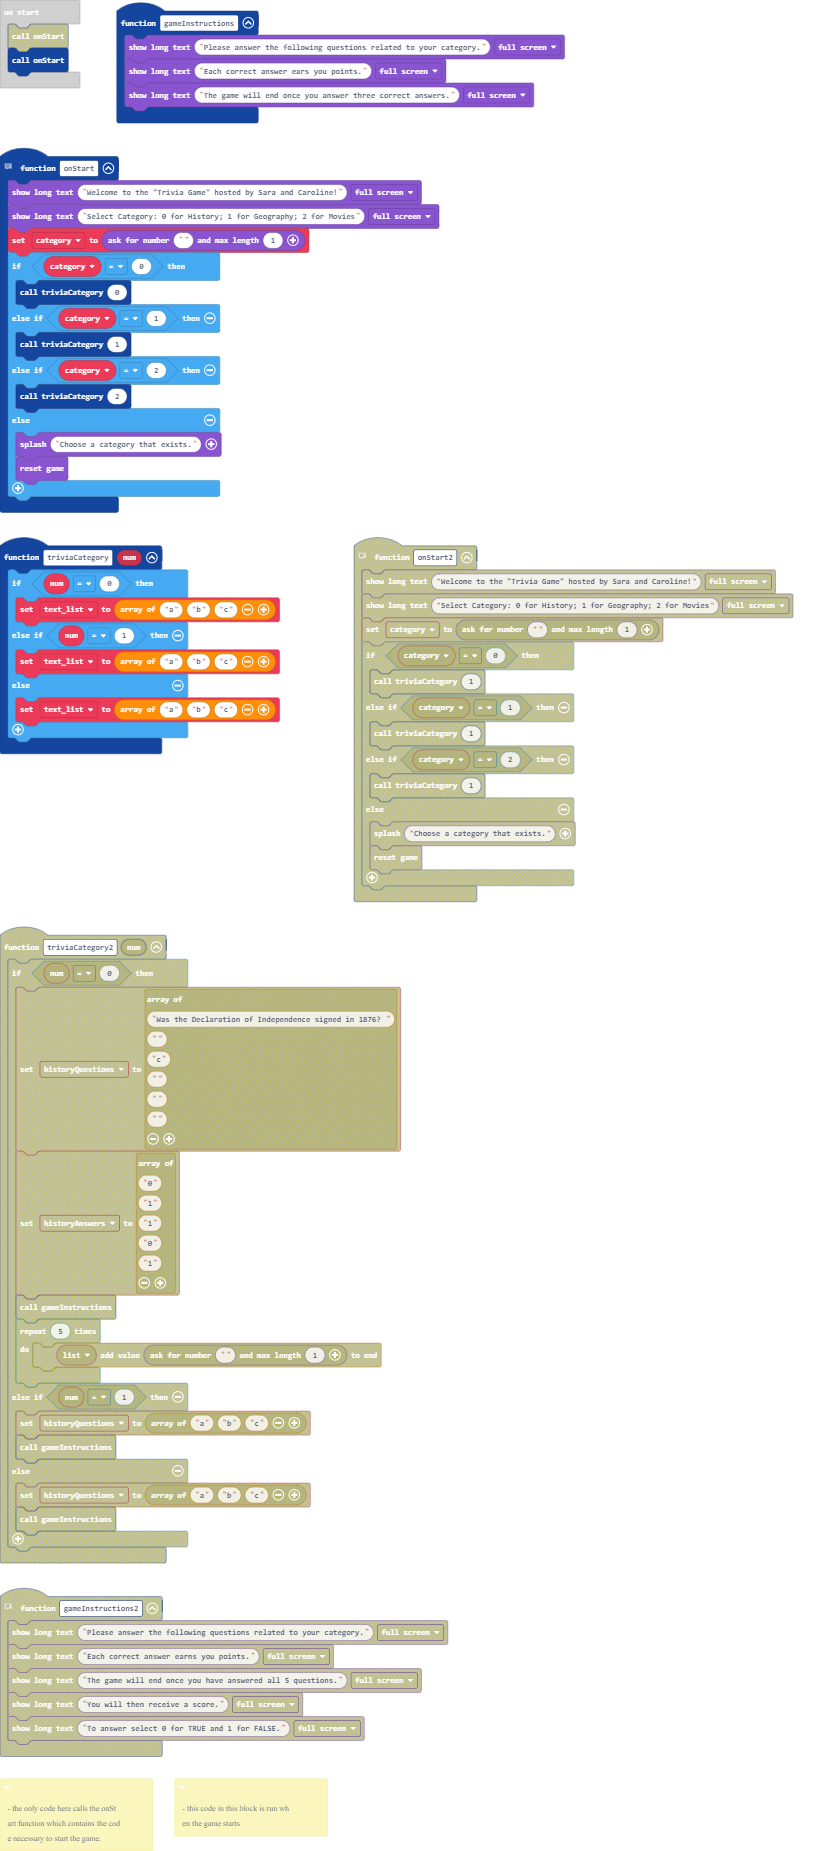 on start
call onStart
call onStart
function gameInstructions
show long text "Please answer the following questions related to your category." full screen
show long text "Each correct answer ears you points." full screen
show long text "The game will end once you answer three correct answers." full screen
function onStart
show long text "Welcome to the "Trivia Game" hosted by Sara and Caroline!" full screen
show long text "Select Category: 0 for History; 1 for Geography; 2 for Movies" full screen
set category to ask for number "" and max length 1
if category = 0 then
call triviaCategory 0
else if category = 1 then
call triviaCategory 1
else if category = 2 then
call triviaCategory 2
else
splash "Choose a category that exists."
reset game
function triviaCategory num
if num = 0 then
set text_list to array of "a" "b" "c"
else if num = 1 then
set text_list to array of "a" "b" "c"
else
set text_list to array of "a" "b" "c"
function onStart2
show long text "Welcome to the "Trivia Game" hosted by Sara and Caroline!" full screen
show long text "Select Category: 0 for History; 1 for Geography; 2 for Movies" full screen
set category to ask for number "" and max length 1
if category = 0 then
call triviaCategory 1
else if category = 1 then
call triviaCategory 1
else if category = 2 then
call triviaCategory 1
else
splash "Choose a category that exists."
reset game
function triviaCategory2 num
if num = 0 then
array of
"Was the Declaration of Independence signed in 1876? "
""
"c"
set historyQuestions to
""
""
""
array of
"0"
"1"
set historyAnswers to "1"
"0"
"1"
call gameInstructions
repeat 5 times
do list add value ask for number "" and max length 1 to end
else if num = 1 then
set historyQuestions to array of "a" "b" "c"
call gameInstructions
else
set historyQuestions to array of "a" "b" "c"
call gameInstructions
function gameInstructions2
show long text "Please answer the following questions related to your category." full screen
show long text "Each correct answer earns you points." full screen
show long text "The game will end once you have answered all 5 questions." full screen
show long text "You will then receive a score." full screen
show long text "To answer select 0 for TRUE and 1 for FALSE." full screen
- the only code here calls the onSt
art function which contains the cod
e necessary to start the game.
- this code in this block is run wh
en the game starts